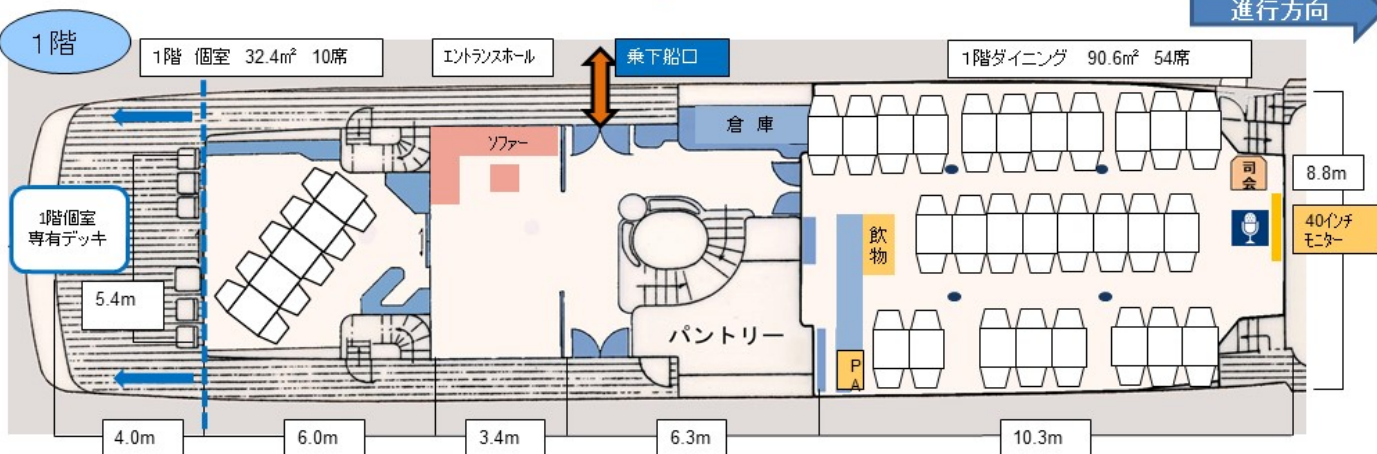 進行方向
1階
1階 個室 32.4m² 10席
エントランスホール
乗下船口
1階ダイニング 90.6m² 54席
ソファー
倉 庫
司
会
8.8m
40インチ
モニター
1階個室
専有デッキ
飲
物
5.4m
パントリー
P
A
4.0m
6.0m
3.4m
6.3m
10.3m